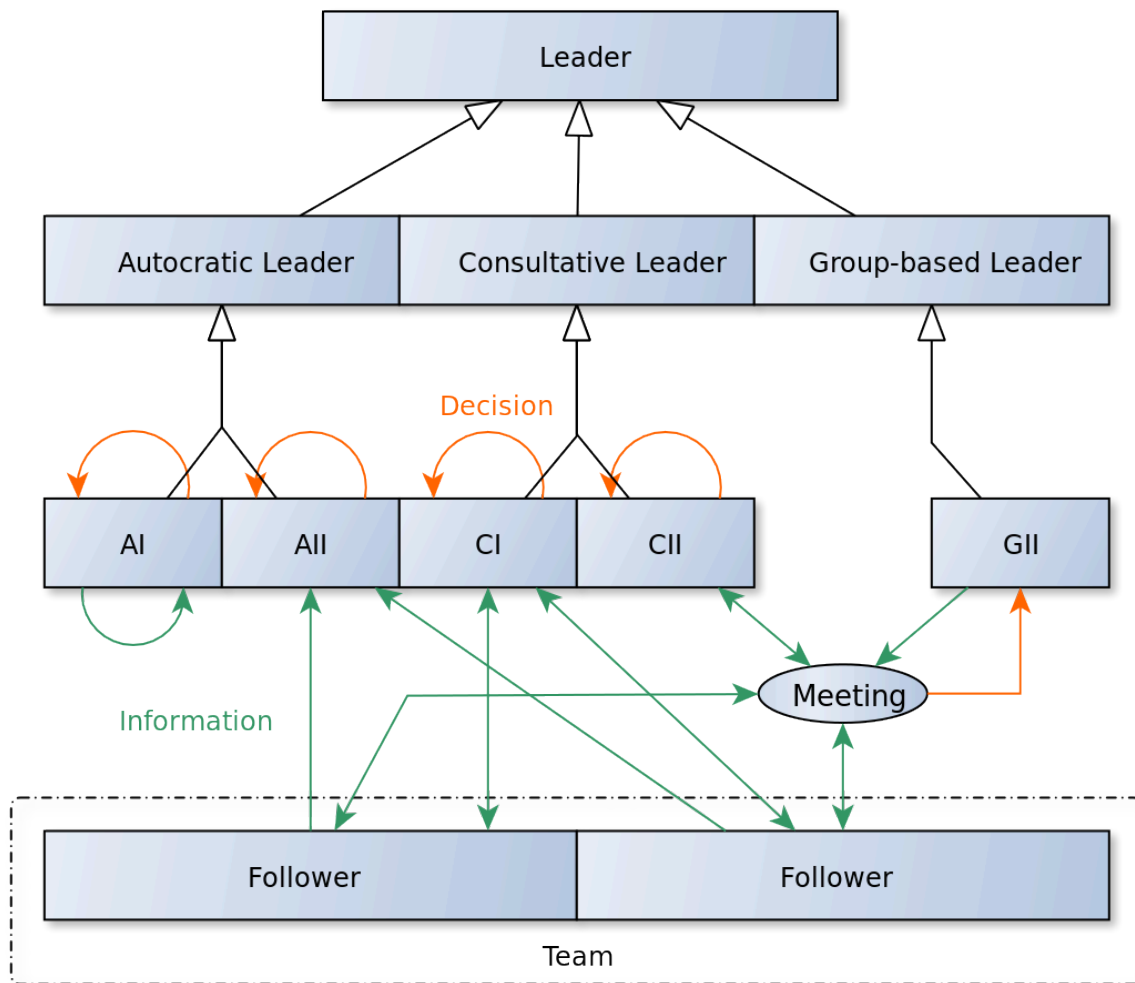 Leader
Autocratic Leader
Consultative Leader
Group-based Leader
Decision
AI
AII
CI
CII
GII
Meeting
Information
Follower
Follower
Team